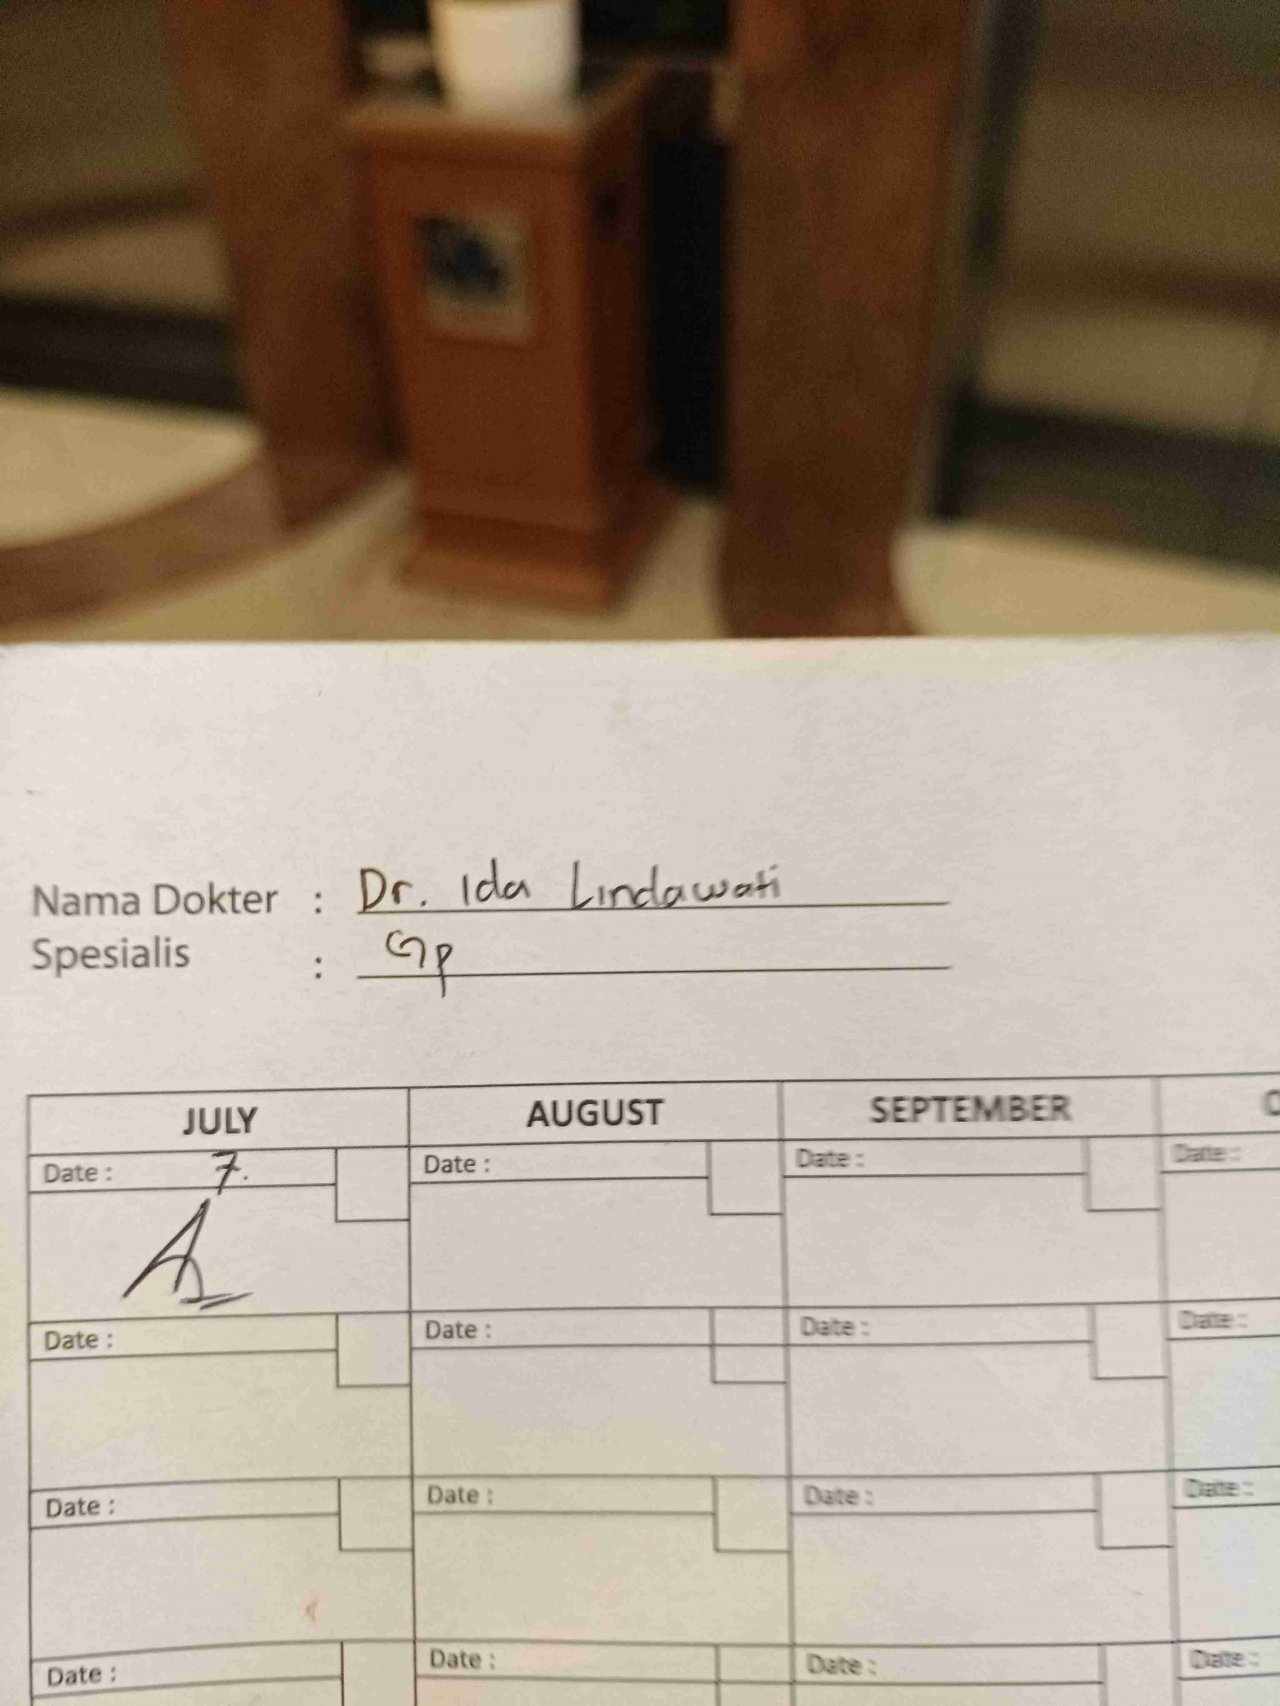 Nama Dokter : Dr. Ida Lindawati
Spesialis : Gp
JULY AUGUST SEPTEMBER
Date : 7. Date : Date : Date :
Date : Date : Date : Date :
Date : Date : Date : Date :
Date : Date : Date : Date :